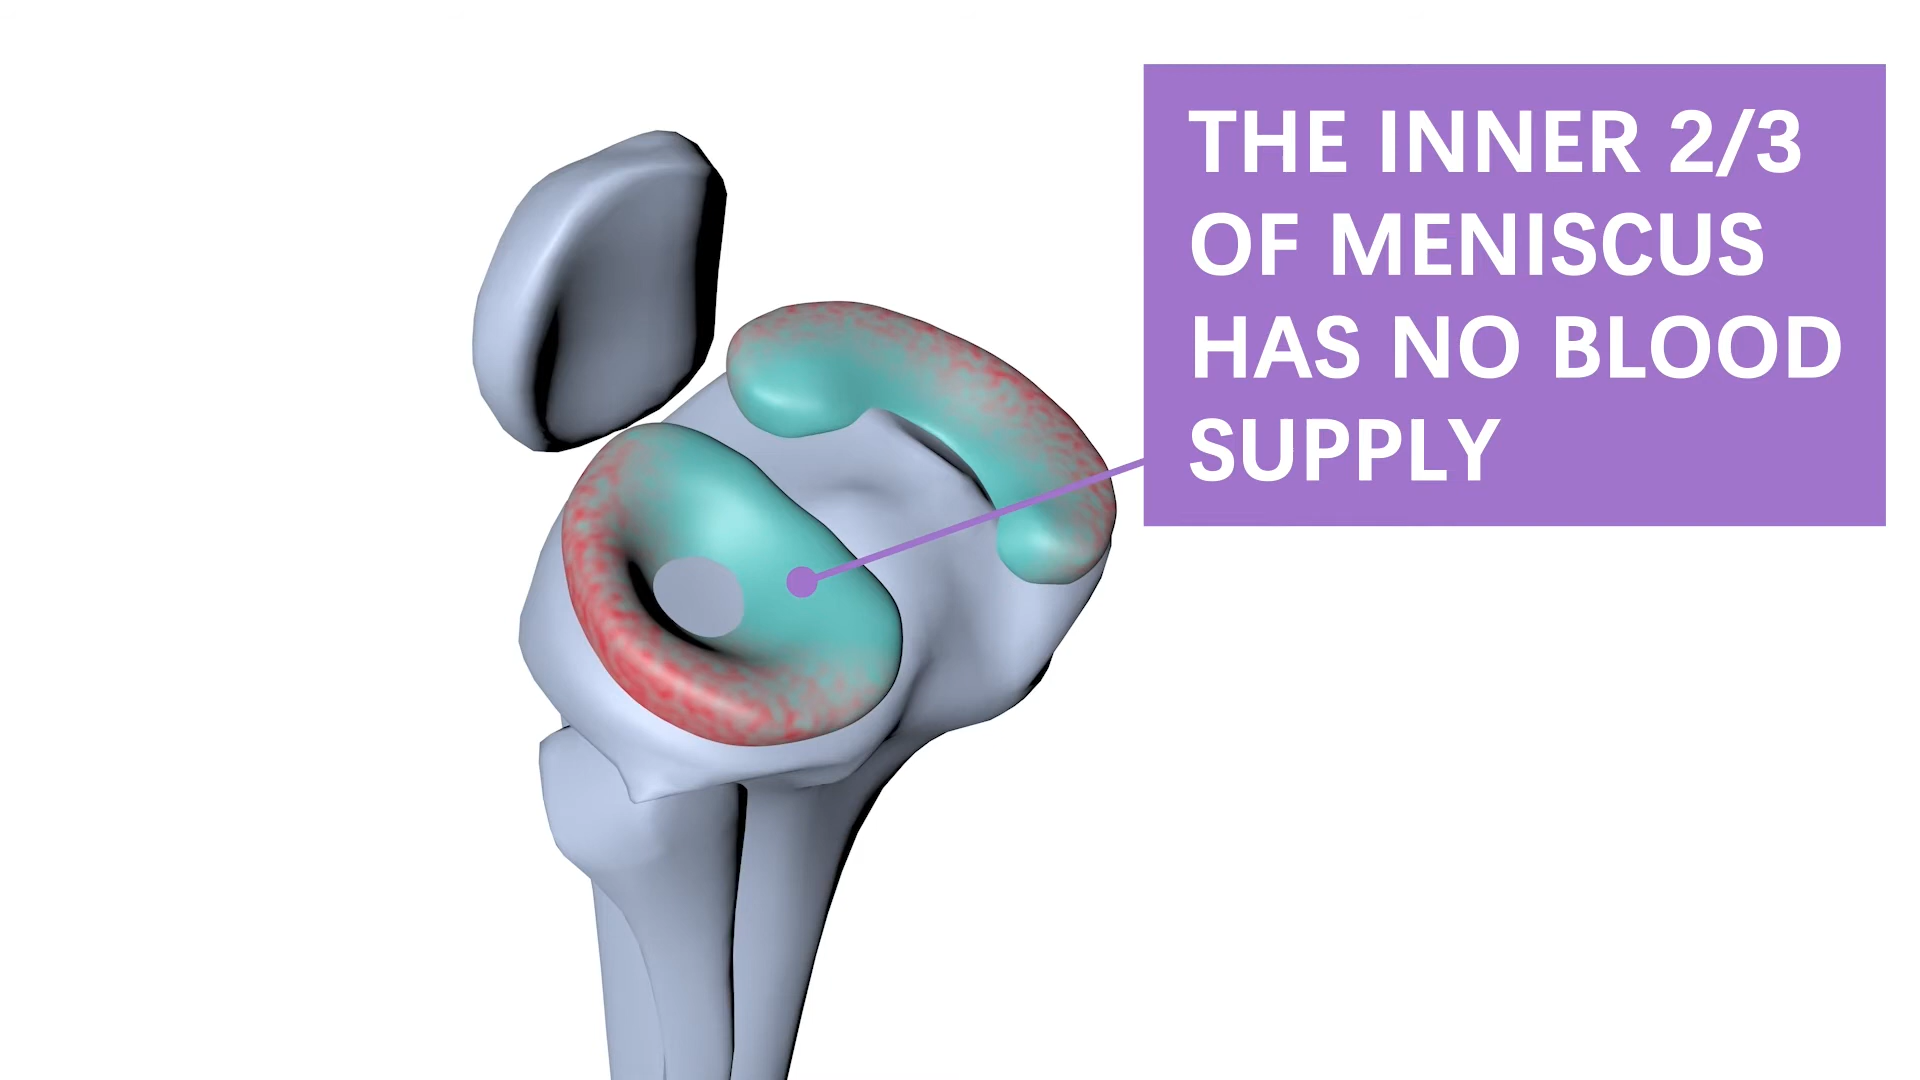 THE INNER 2/3
OF MENISCUS
HAS NO BLOOD
SUPPLY